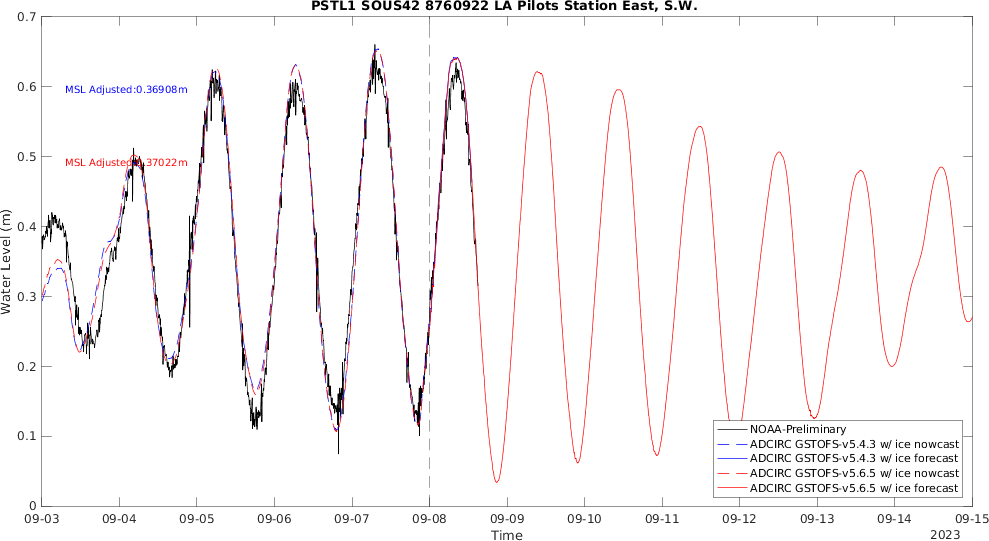 PSTL1 SOUS42 8760922 LA Pilots Station East, S.W.
0.7
0.6
0.5
0.4
0.3
0.2
0.1
0
Water Level (m)
MSL Adjusted:0.36908m
MSL Adjusted:0.37022m
NOAA-Preliminary
ADCIRC GSTOFS-v5.4.3 w/ ice nowcast
ADCIRC GSTOFS-v5.4.3 w/ ice forecast
ADCIRC GSTOFS-v5.6.5 w/ ice nowcast
ADCIRC GSTOFS-v5.6.5 w/ ice forecast
09-03 09-04 09-05 09-06 09-07 09-08 09-09 09-10 09-11 09-12 09-13 09-14 09-15
Time
2023